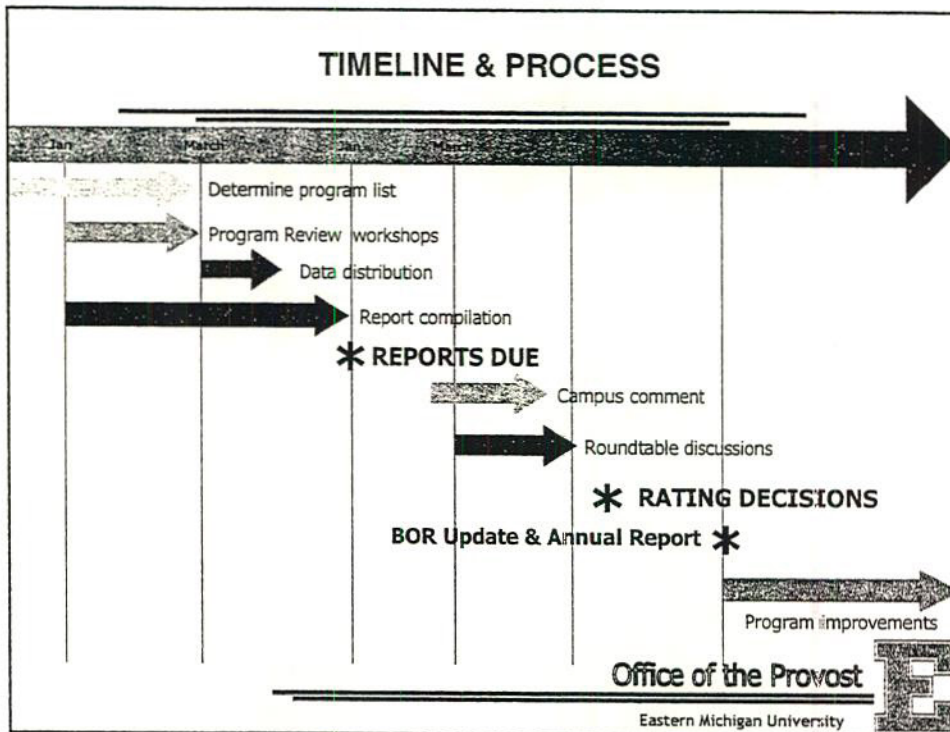 TIMELINE & PROCESS
Jan March Jan March
Determine program list
Program Review workshops
Data distribution
Report compilation
* REPORTS DUE
Campus comment
Roundtable discussions
* RATING DECISIONS
BOR Update & Annual Report *
Program improvements
Office of the Provost
E
Eastern Michigan University